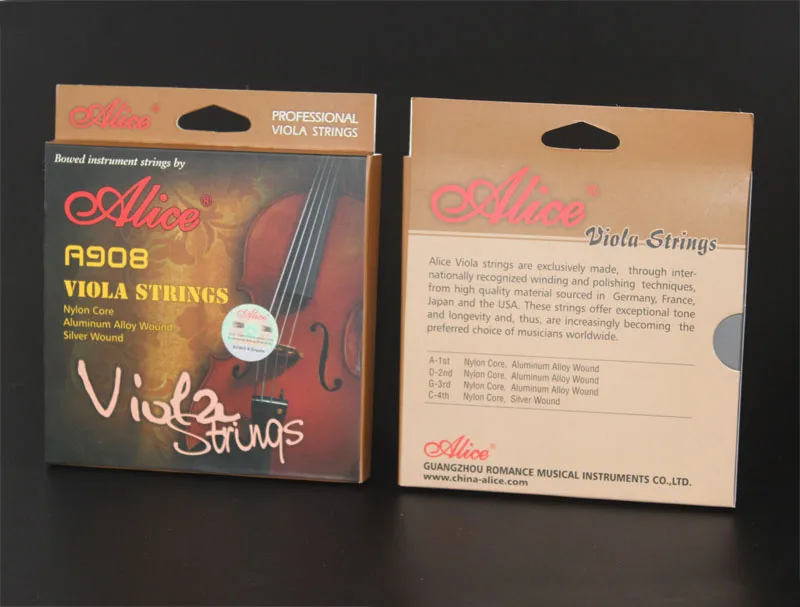 Alice®
PROFESSIONAL
VIOLA STRINGS
Bowed instrument strings by
Alice®
A908
VIOLA STRINGS
Nylon Core
Aluminum Alloy Wound
Silver Wound
Alice
Viola
Strings
Alice®
Viola Strings
Alice Viola strings are exclusively made, through inter-
nationally recognized winding and polishing techniques,
from high quality material sourced in Germany, France,
Japan and the USA. These strings offer exceptional tone
and longevity and, thus, are increasingly becoming the
preferred choice of musicians worldwide.
A-1st Nylon Core, Aluminum Alloy Wound
D-2nd Nylon Core, Aluminum Alloy Wound
G-3rd Nylon Core, Aluminum Alloy Wound
C-4th Nylon Core, Silver Wound
Alice®
GUANGZHOU ROMANCE MUSICAL INSTRUMENTS CO.,LTD.
www.china-alice.com